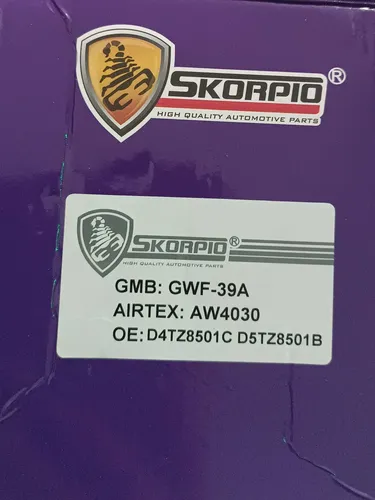 SKORPIO®
HIGH QUALITY AUTOMOTIVE PARTS
SKORPIO®
HIGH QUALITY AUTOMOTIVE PARTS
GMB: GWF-39A
AIRTEX: AW4030
OE: D4TZ8501C D5TZ8501B